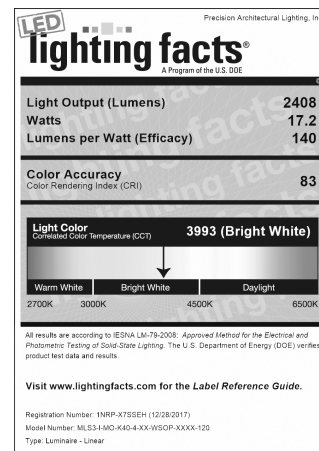 Precision Architectural Lighting, In
LED
lighting facts®
A Program of the U.S. DOE
Light Output (Lumens) 2408
Watts 17.2
Lumens per Watt (Efficacy) 140
Color Accuracy
Color Rendering Index (CRI) 83
Light Color
Correlated Color Temperature (CCT) 3993 (Bright White)
Warm White Bright White Daylight
2700K 3000K 4500K 6500K
All results are according to IESNA LM-79-2008: Approved Method for the Electrical and
Photometric Testing of Solid-State Lighting. The U.S. Department of Energy (DOE) verifies
product test data and results.
Visit www.lightingfacts.com for the Label Reference Guide.
Registration Number: 1NRP-X7SSEH (12/28/2017)
Model Number: MLS3-I-MO-K40-4-XX-WSOP-XXXX-120
Type: Luminaire - Linear